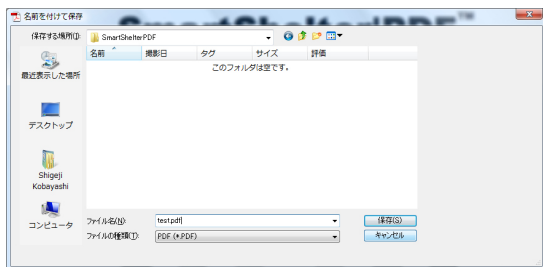 名前を付けて保存
SmartShelter|PDF™
保存する場所(I):
SmartShelterPDF
名前 撮影日 タグ サイズ 評価
このフォルダは空です。
最近表示した場所
デスクトップ
Shigeji
Kobayashi
コンピュータ
ファイル名(N):
test.pdf
保存(S)
ファイルの種類(T):
PDF (*.PDF)
キャンセル